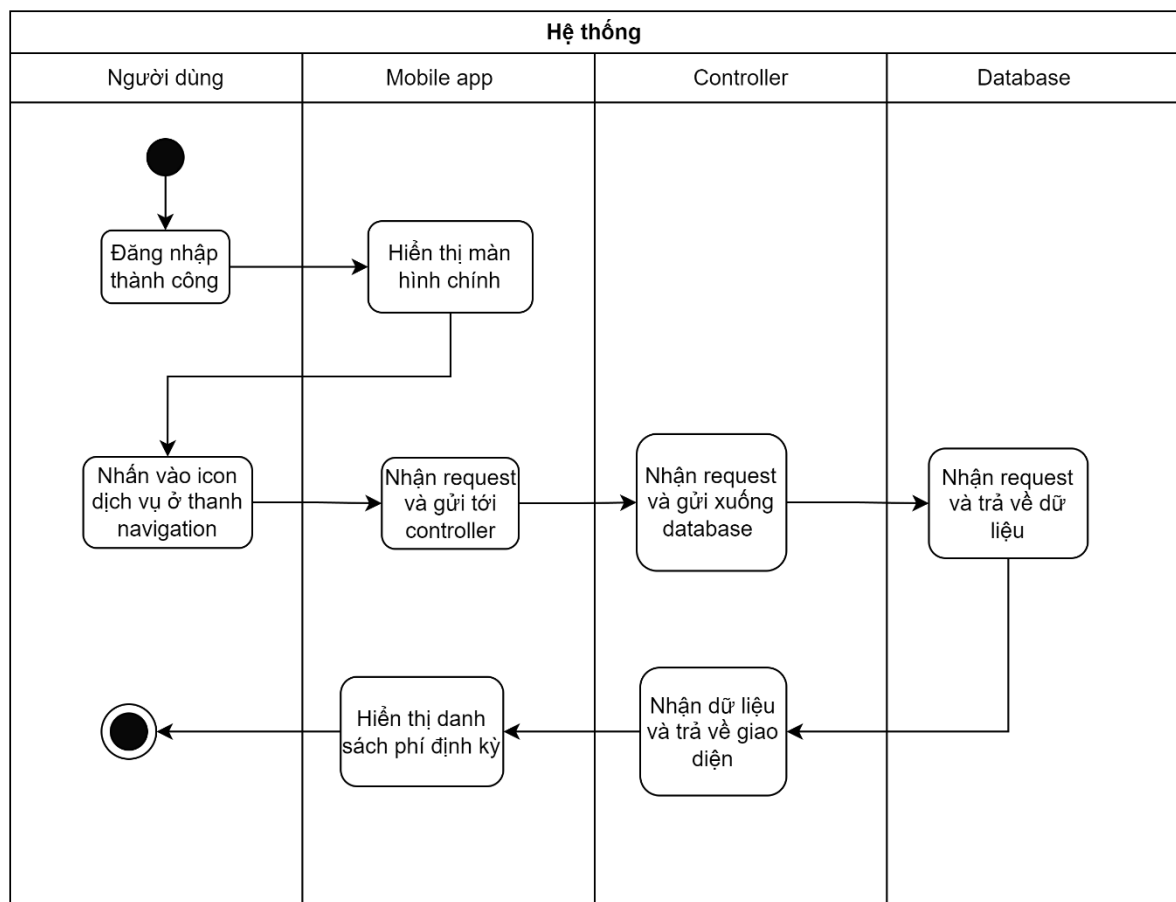 Hệ thống
Người dùng
Mobile app
Controller
Database
Đăng nhập
thành công
Hiển thị màn
hình chính
Nhấn vào icon
dịch vụ ở thanh
navigation
Nhận request
và gửi tới
controller
Nhận request
và gửi xuống
database
Nhận request
và trả về dữ
liệu
Hiển thị danh
sách phí định kỳ
Nhận dữ liệu
và trả về giao
diện